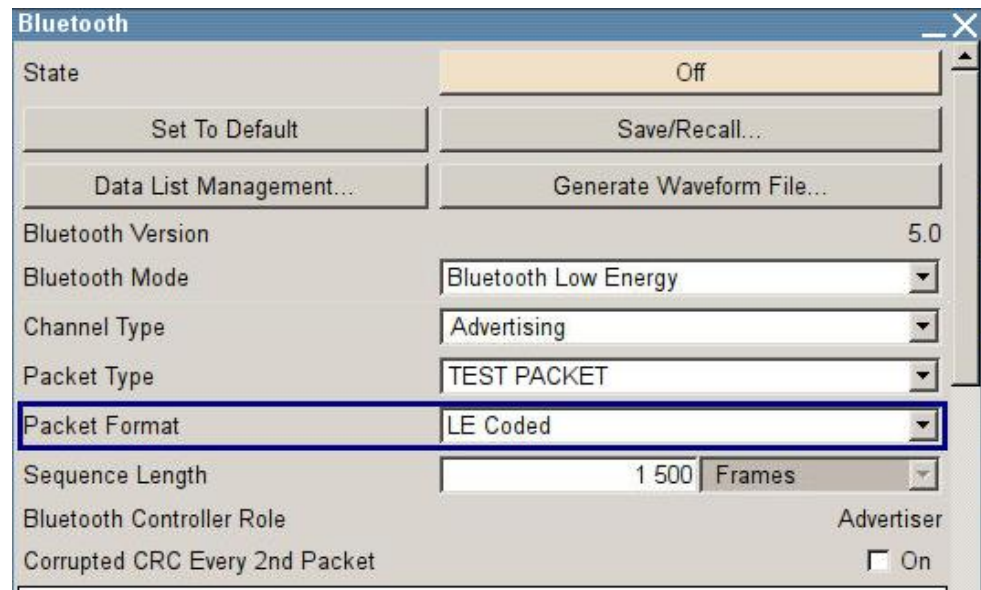 Bluetooth
State Off
Set To Default Save/Recall...
Data List Management... Generate Waveform File...
Bluetooth Version 5.0
Bluetooth Mode Bluetooth Low Energy
Channel Type Advertising
Packet Type TEST PACKET
Packet Format LE Coded
Sequence Length 1 500 Frames
Bluetooth Controller Role Advertiser
Corrupted CRC Every 2nd Packet On